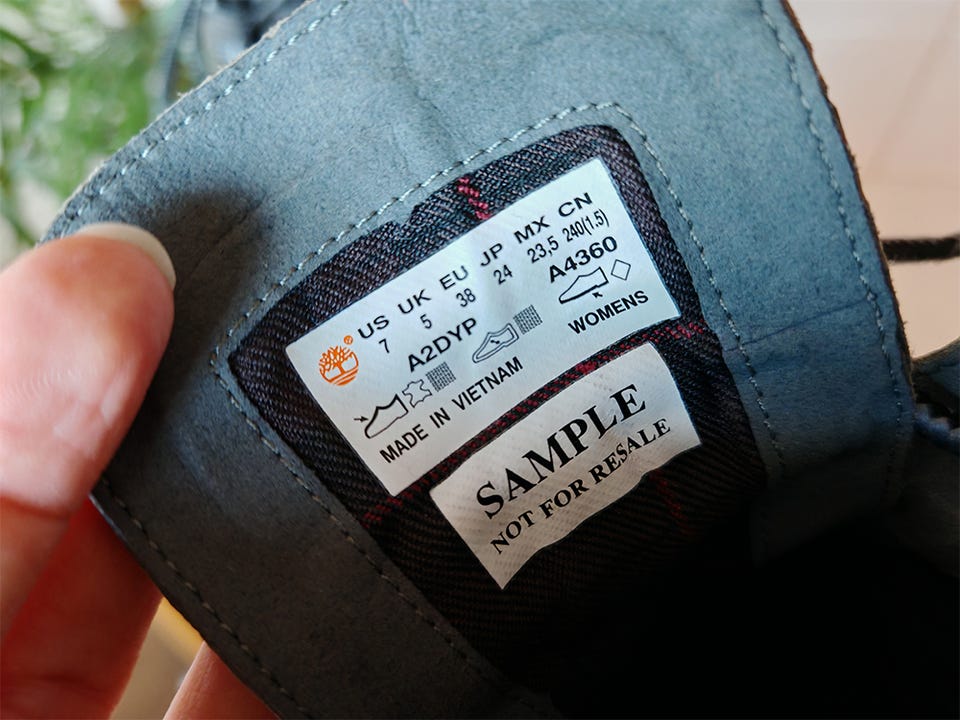 US UK EU JP MX CN
7 5 38 24 23,5 240(1.5)
A2DYP A4360
WOMENS
MADE IN VIETNAM
SAMPLE
NOT FOR RESALE